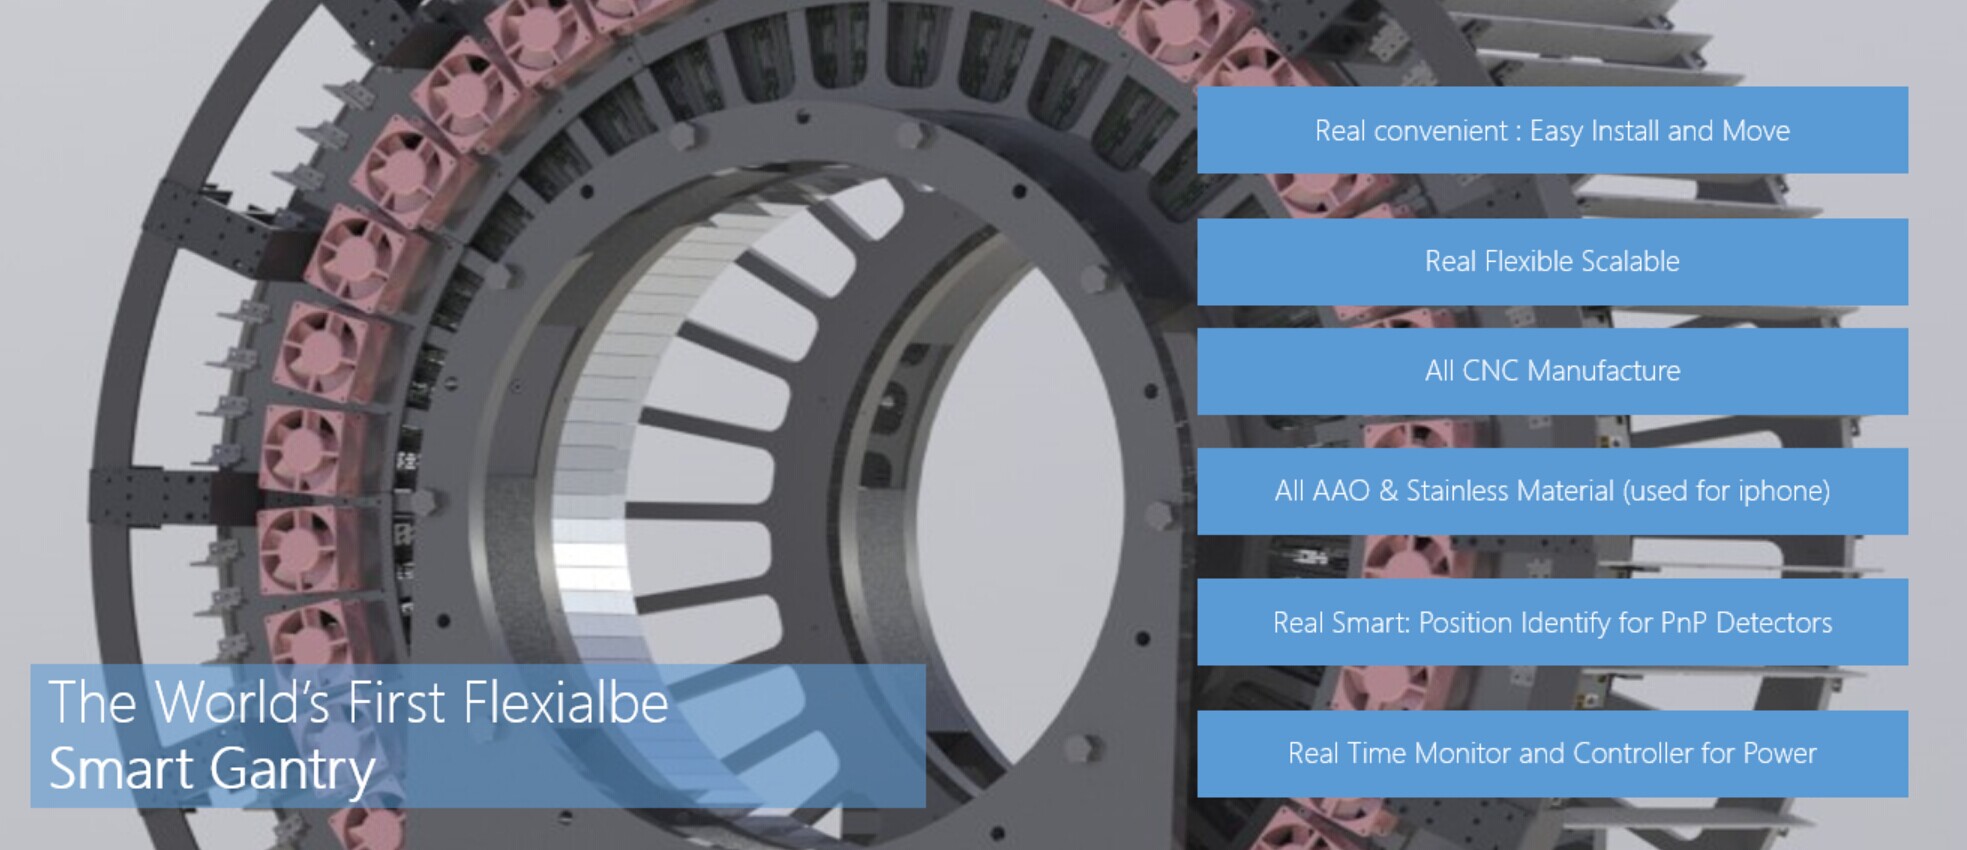 Real convenient : Easy Install and Move
Real Flexible Scalable
All CNC Manufacture
All AAO & Stainless Material (used for iphone)
Real Smart: Position Identify for PnP Detectors
Real Time Monitor and Controller for Power
The World's First Flexialbe
Smart Gantry